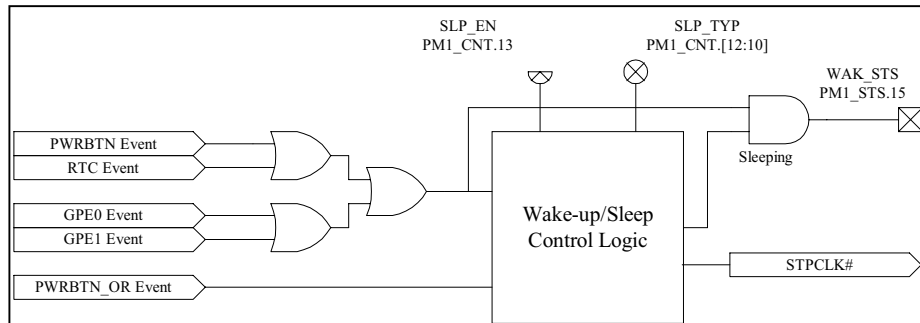 SLP_EN
PM1_CNT.13
SLP_TYP
PM1_CNT.[12:10]
WAK_STS
PM1_STS.15
PWRBTN Event
RTC Event
Sleeping
GPE0 Event
GPE1 Event
Wake-up/Sleep
Control Logic
STPCLK#
PWRBTN_OR Event